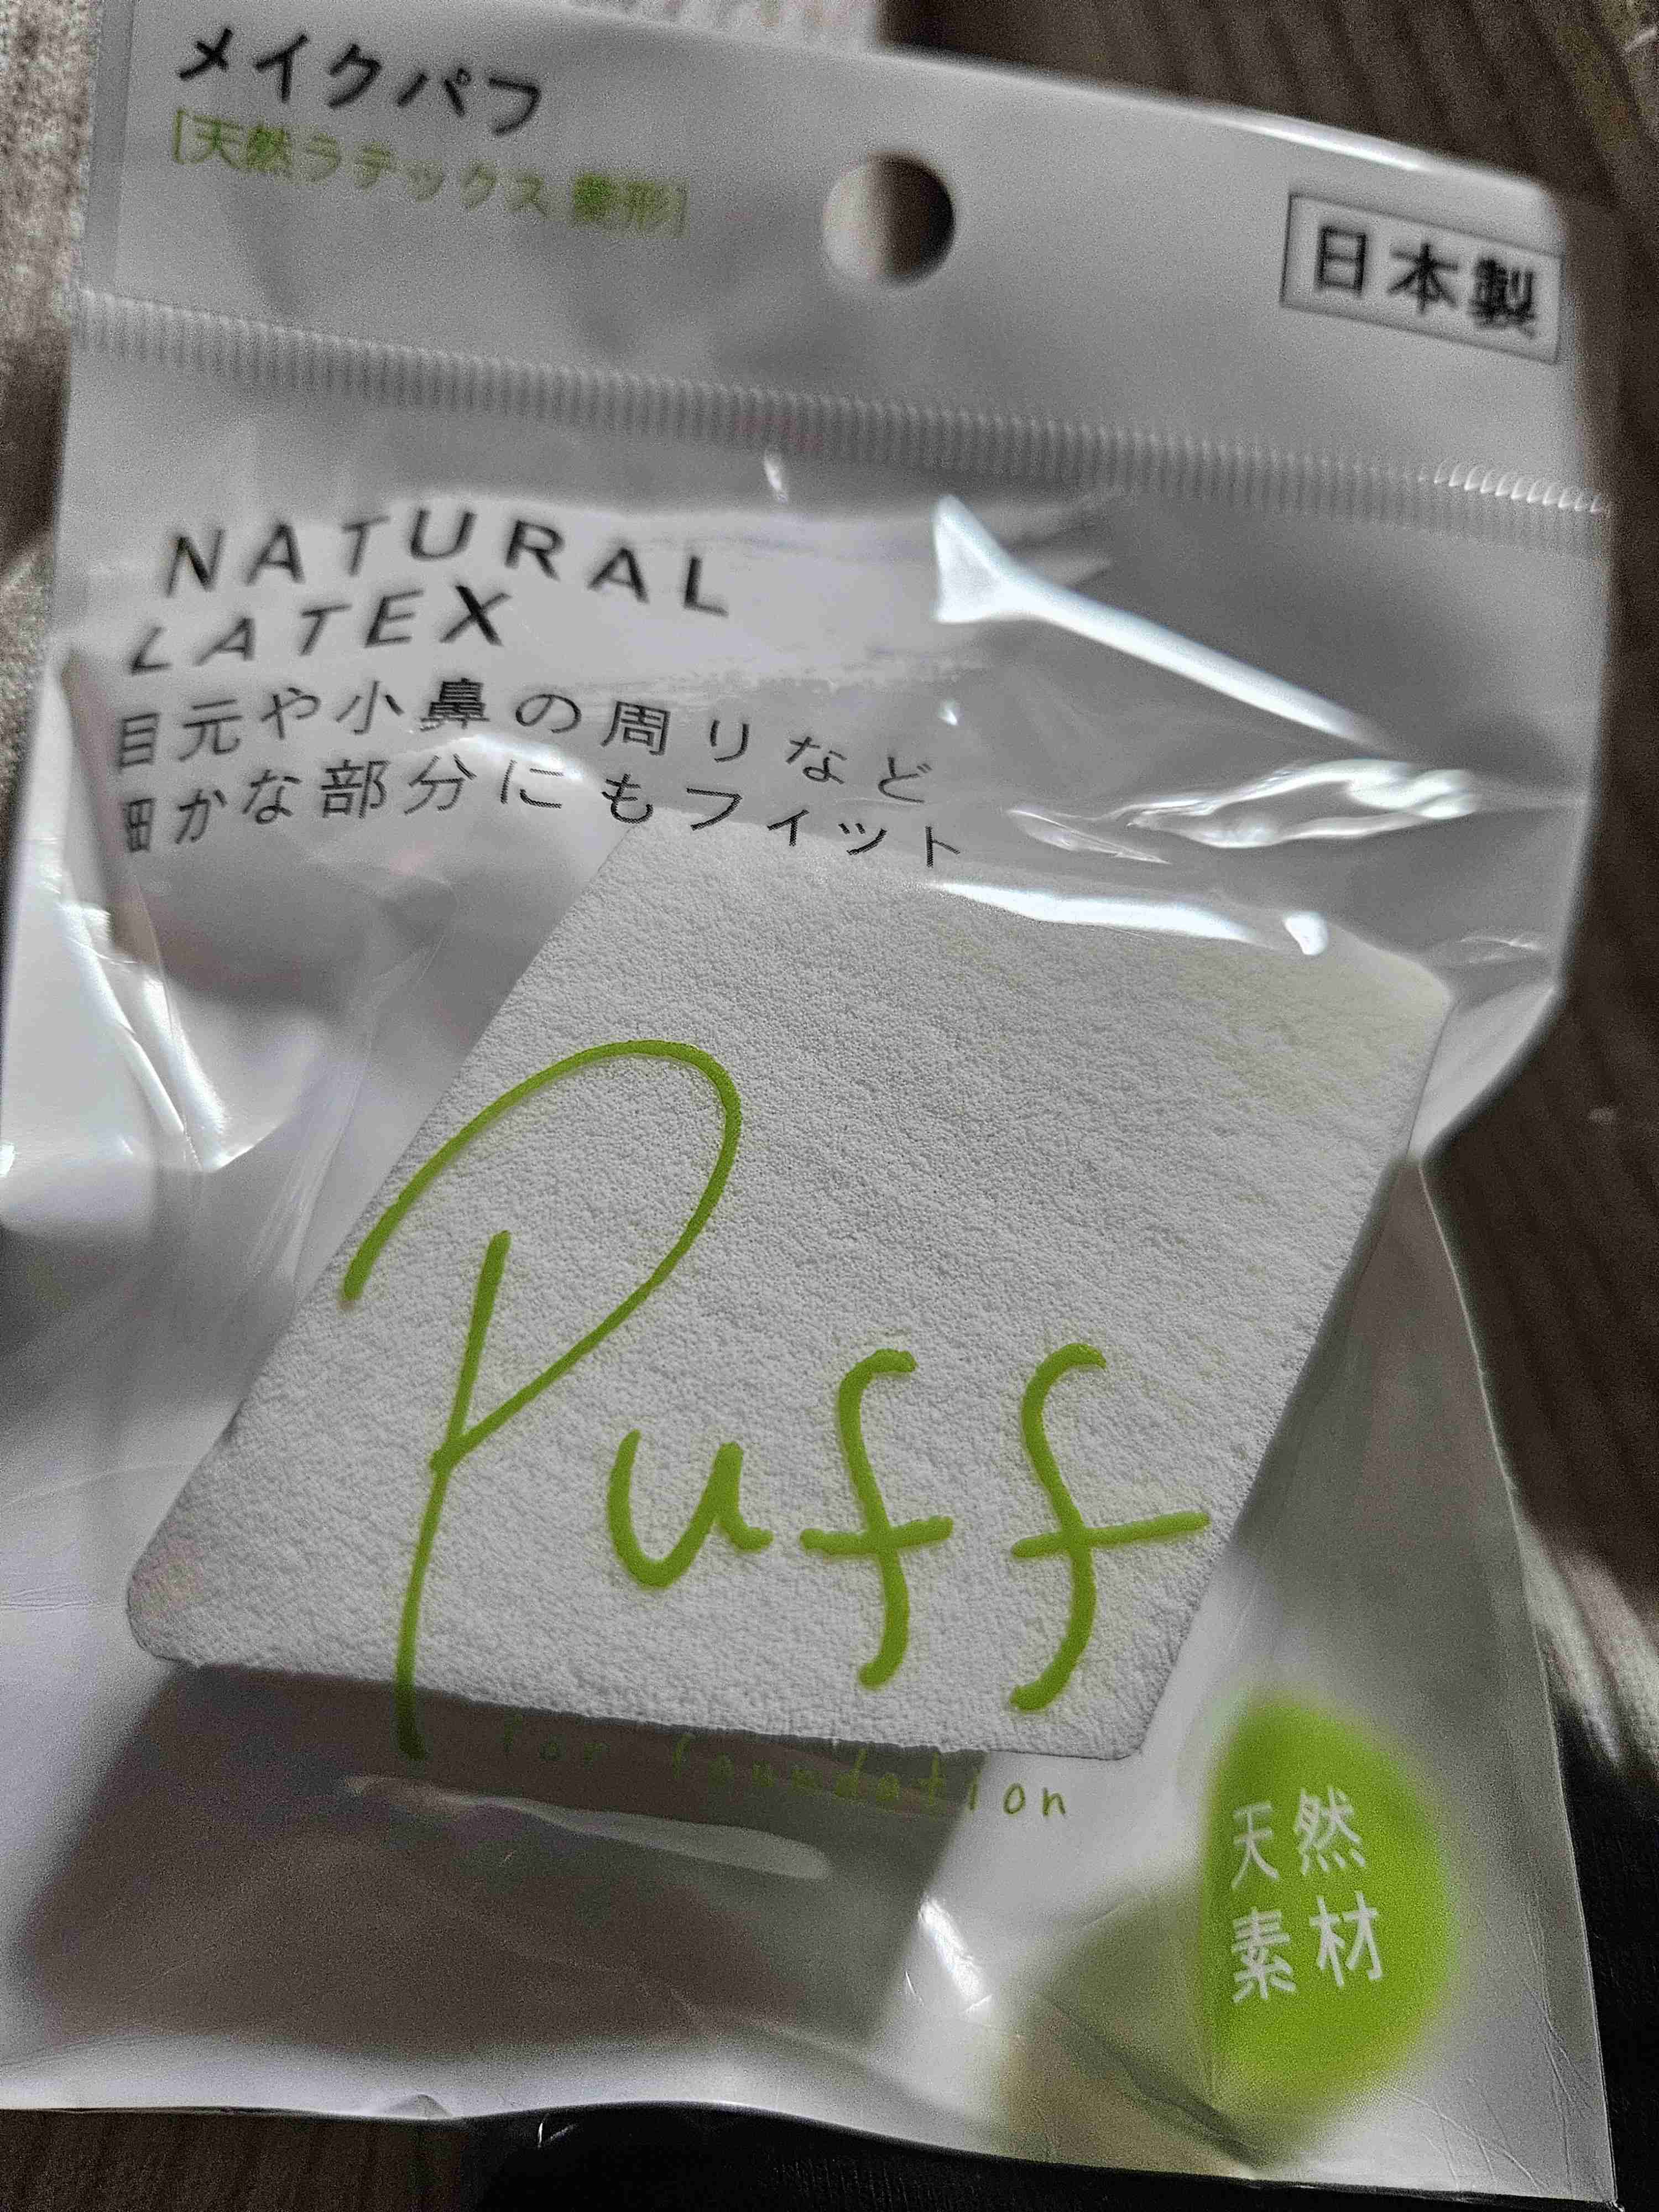 メイクパフ
[天然ラテックス 菱形]
日本製
NATURAL
LATEX
目元や小鼻の周りなど
細かな部分にもフィット
Puff
for foundation
天然
素材